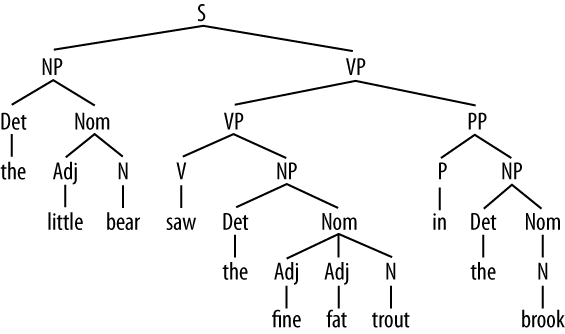 S
NP VP
Det Nom VP PP
the Adj N V NP P NP
little bear saw Det Nom in Det Nom
the Adj Adj N the N
fine fat trout brook